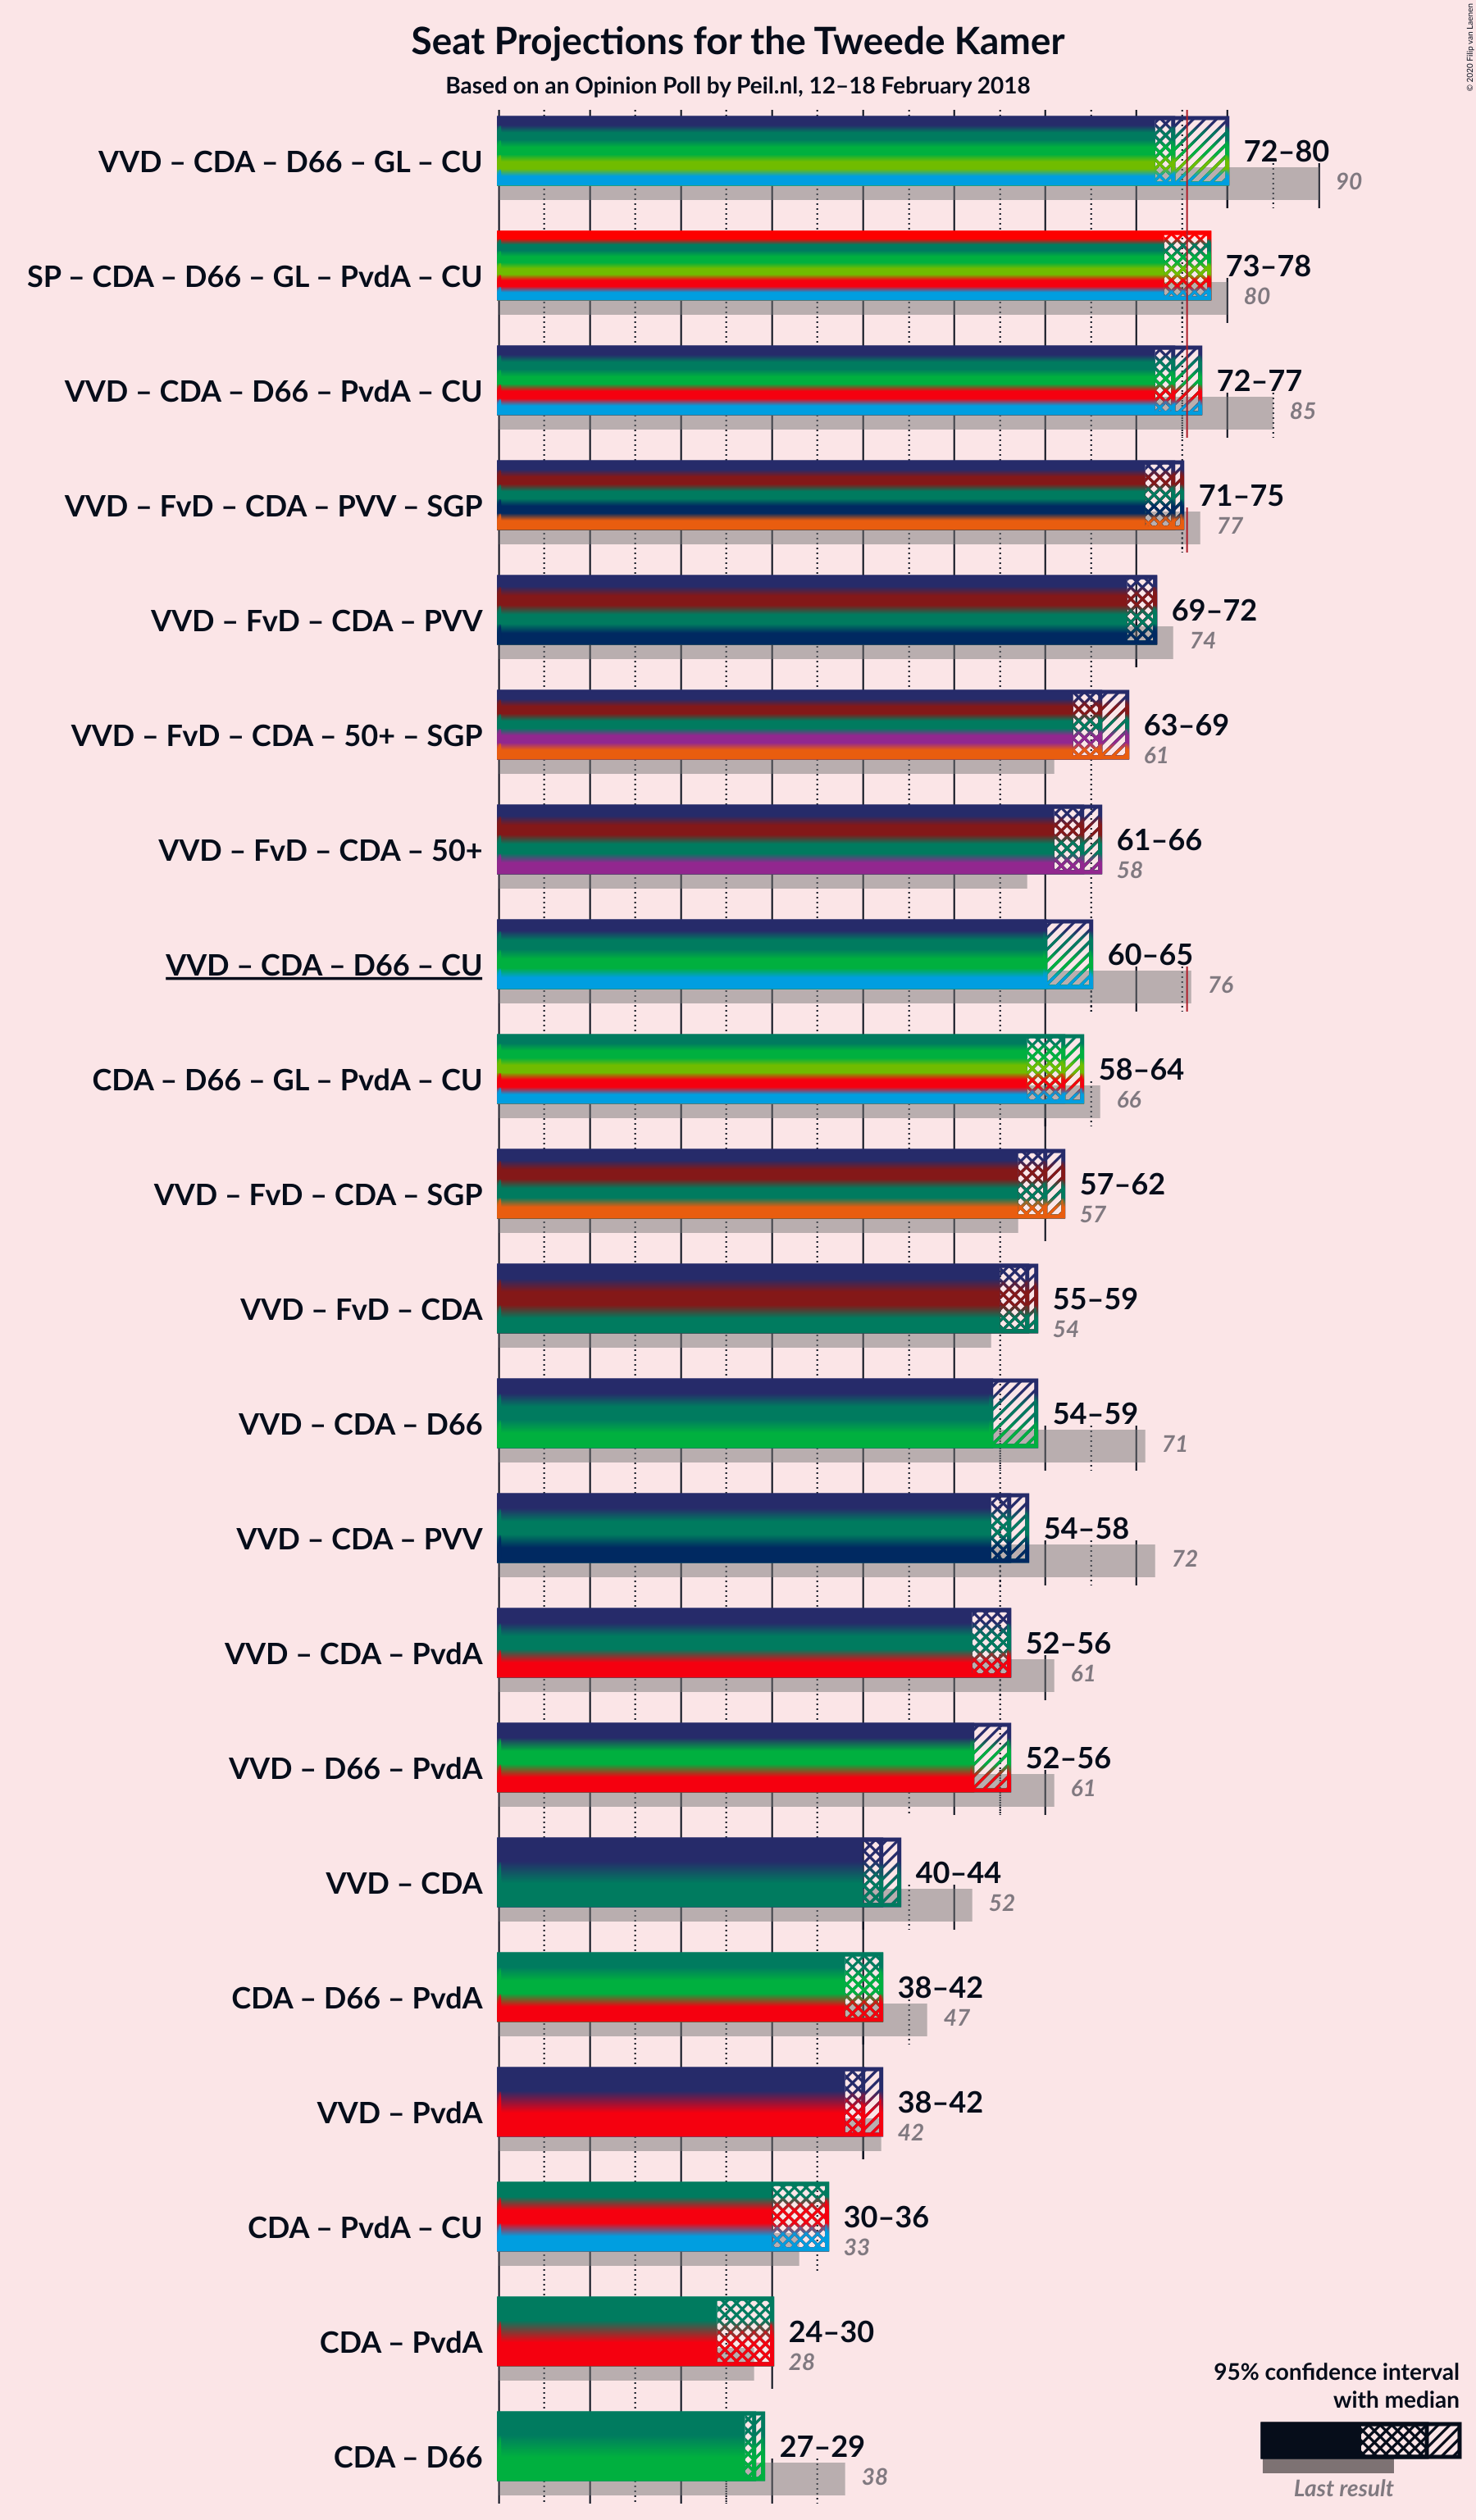 Seat Projections for the Tweede Kamer
Based on an Opinion Poll by Peil.nl, 12–18 February 2018
© 2020 Filip van Laenen
VVD – CDA – D66 – GL – CU
72–80
90
SP – CDA – D66 – GL – PvdA – CU
73–78
80
VVD – CDA – D66 – PvdA – CU
72–77
85
VVD – FvD – CDA – PVV – SGP
71–75
77
VVD – FvD – CDA – PVV
69–72
74
VVD – FvD – CDA – 50+ – SGP
63–69
61
VVD – FvD – CDA – 50+
61–66
58
VVD – CDA – D66 – CU
60–65
76
CDA – D66 – GL – PvdA – CU
58–64
66
VVD – FvD – CDA – SGP
57–62
57
VVD – FvD – CDA
55–59
54
VVD – CDA – D66
54–59
71
VVD – CDA – PVV
54–58
72
VVD – CDA – PvdA
52–56
61
VVD – D66 – PvdA
52–56
61
VVD – CDA
40–44
52
CDA – D66 – PvdA
38–42
47
VVD – PvdA
38–42
42
CDA – PvdA – CU
30–36
33
CDA – PvdA
24–30
28
CDA – D66
27–29
38
95% confidence interval
with median
Last result